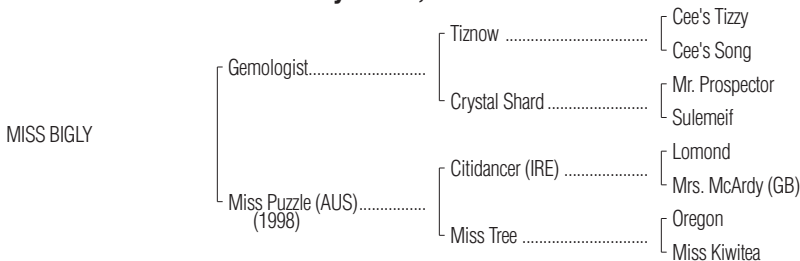 Cee's Tizzy
Tiznow ........................................
Cee's Song
Gemologist............................
Mr. Prospector
Crystal Shard ............................
Sulemeif
MISS BIGLY
Lomond
Citidancer (IRE) .......................
Mrs. McArdy (GB)
Miss Puzzle (AUS)................
(1998)
Oregon
Miss Tree ...................................
Miss Kiwitea